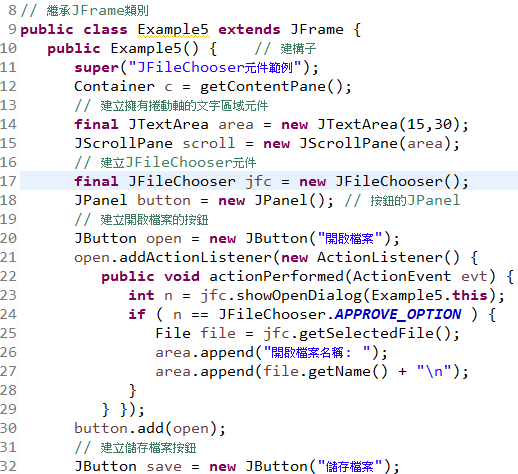 8 // 繼承JFrame類別
9 public class Example5 extends JFrame {
10 public Example5() { // 建構子
11 super("JFileChooser元件範例");
12 Container c = getContentPane();
13 // 建立擁有捲動軸的文字區域元件
14 final JTextArea area = new JTextArea(15,30);
15 JScrollPane scroll = new JScrollPane(area);
16 // 建立JFileChooser元件
17 final JFileChooser jfc = new JFileChooser();
18 JPanel button = new JPanel(); // 按鈕的JPanel
19 // 建立開啟檔案的按鈕
20 JButton open = new JButton("開啟檔案");
21 open.addActionListener(new ActionListener() {
22 public void actionPerformed(ActionEvent evt) {
23 int n = jfc.showOpenDialog(Example5.this);
24 if ( n == JFileChooser.APPROVE_OPTION ) {
25 File file = jfc.getSelectedFile();
26 area.append("開啟檔案名稱: ");
27 area.append(file.getName() + "\n");
28 }
29 } });
30 button.add(open);
31 // 建立儲存檔案按鈕
32 JButton save = new JButton("儲存檔案");